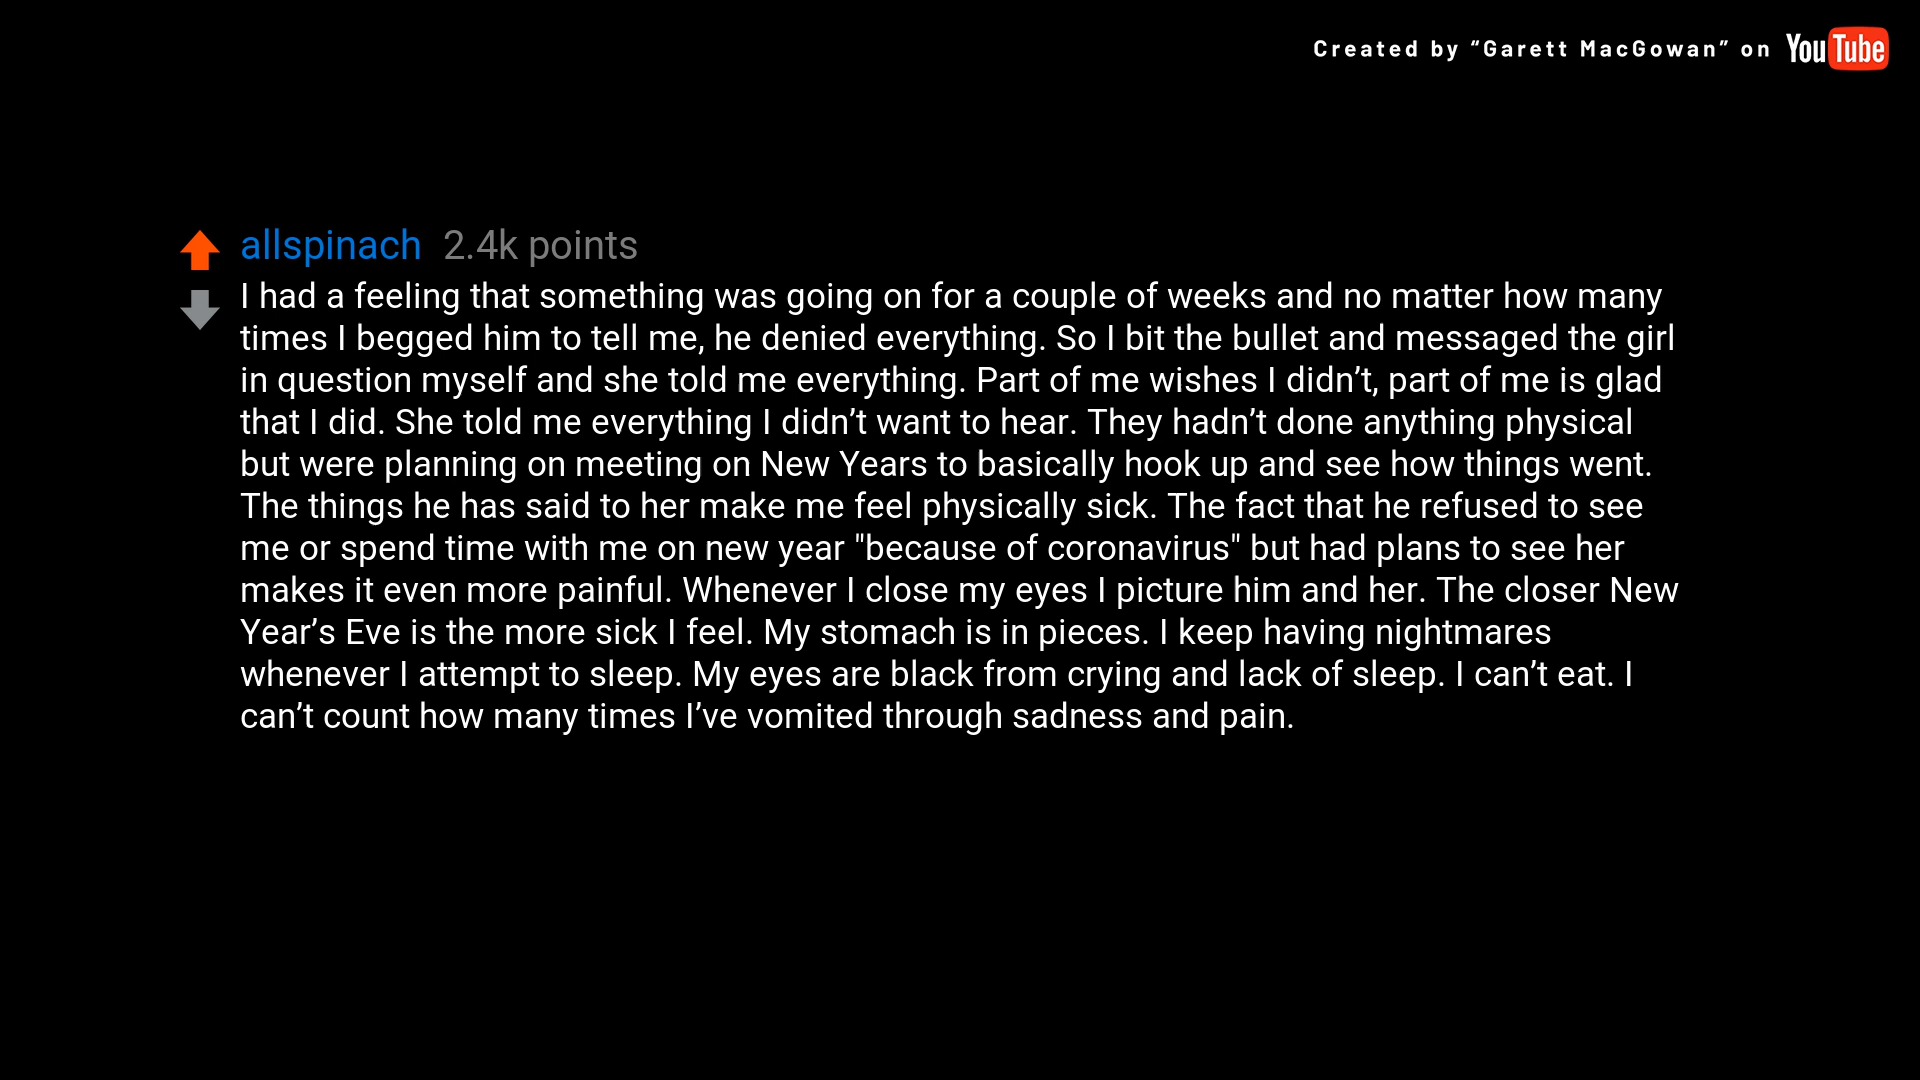 Created by “Garett MacGowan” on YouTube
allspinach 2.4k points
I had a feeling that something was going on for a couple of weeks and no matter how many
times I begged him to tell me, he denied everything. So I bit the bullet and messaged the girl
in question myself and she told me everything. Part of me wishes I didn’t, part of me is glad
that I did. She told me everything I didn’t want to hear. They hadn’t done anything physical
but were planning on meeting on New Years to basically hook up and see how things went.
The things he has said to her make me feel physically sick. The fact that he refused to see
me or spend time with me on new year "because of coronavirus" but had plans to see her
makes it even more painful. Whenever I close my eyes I picture him and her. The closer New
Year’s Eve is the more sick I feel. My stomach is in pieces. I keep having nightmares
whenever I attempt to sleep. My eyes are black from crying and lack of sleep. I can’t eat. I
can’t count how many times I’ve vomited through sadness and pain.